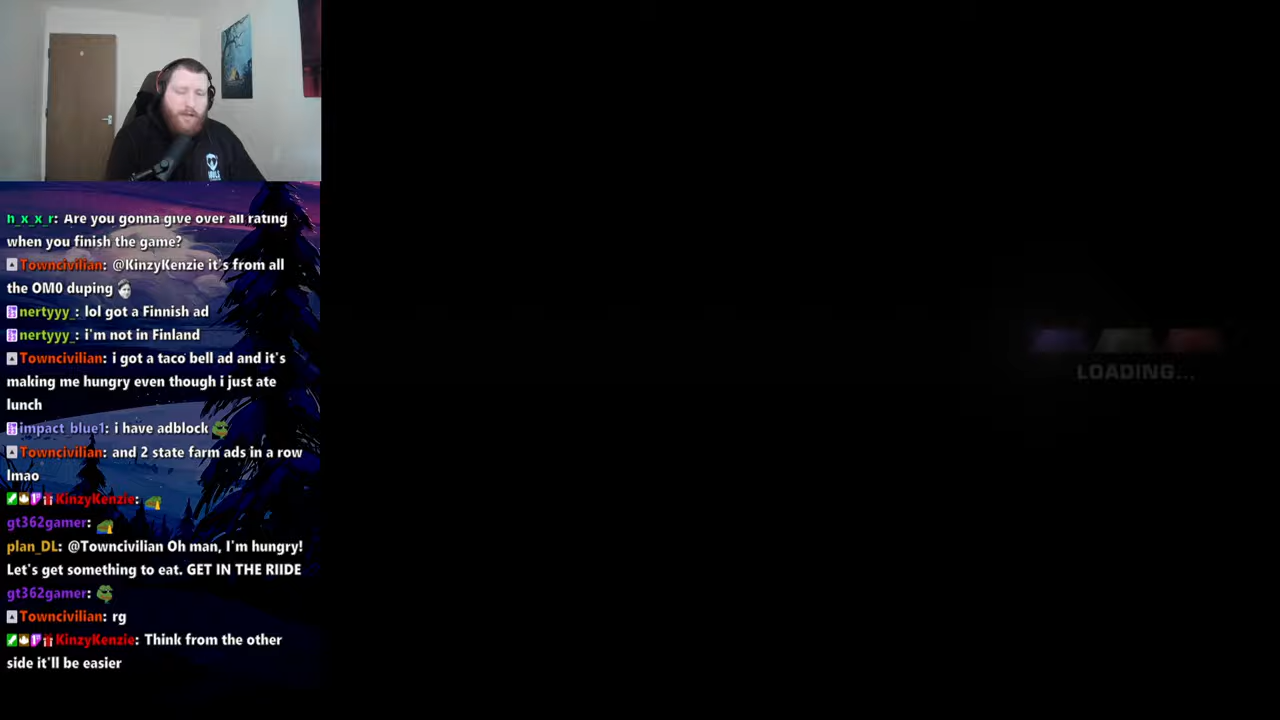 h_x_x_r: Are you gonna give over all rating
when you finish the game?
Towncivilian: @KinzyKenzie it's from all
the OM0 duping
nertyyy_: lol got a Finnish ad
nertyyy_: i'm not in Finland
Towncivilian: i got a taco bell ad and it's
making me hungry even though i just ate
lunch
impact_blue1: i have adblock
Towncivilian: and 2 state farm ads in a row
lmao
KinzyKenzie:
gt362gamer:
plan_DL: @Towncivilian Oh man, I'm hungry!
Let's get something to eat. GET IN THE RIIDE
gt362gamer:
Towncivilian: rg
KinzyKenzie: Think from the other
side it'll be easier
LOADING...